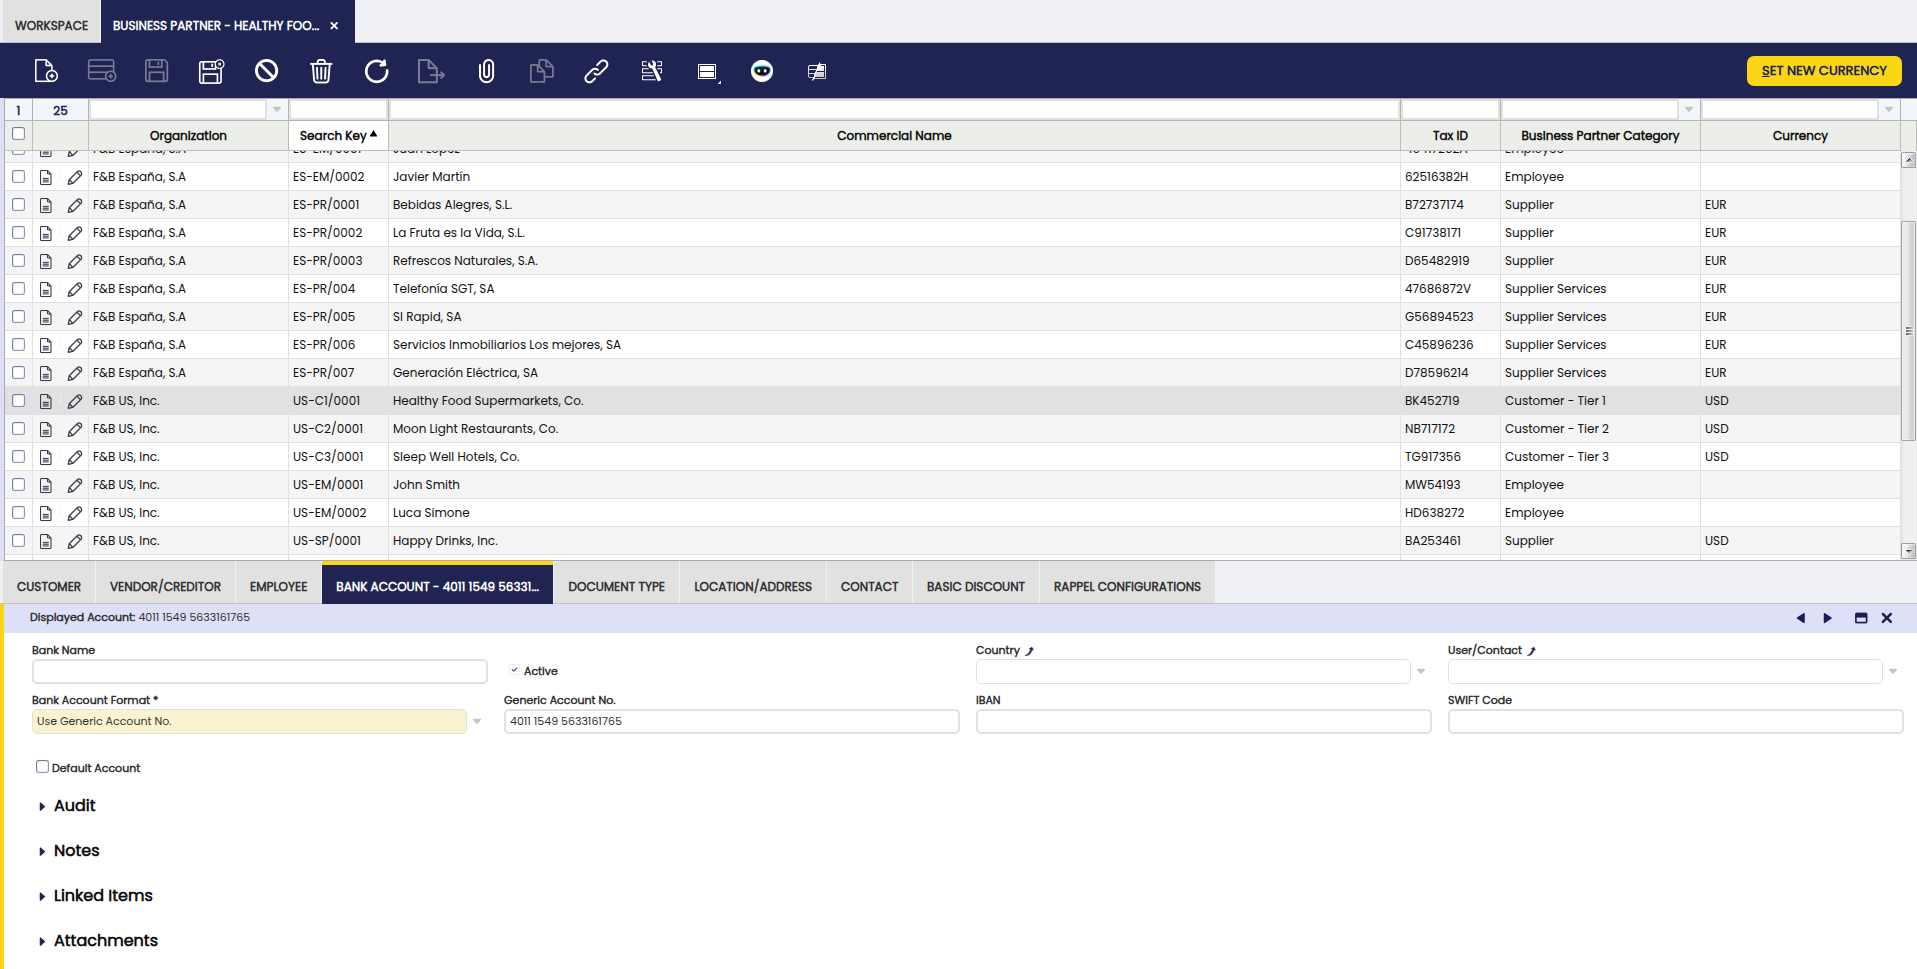 WORKSPACE BUSINESS PARTNER - HEALTHY FOO...
SET NEW CURRENCY
1 25
Organization Search Key Commercial Name Tax ID Business Partner Category Currency
F&B España, S.A ES-EM/0002 Javier Martín 62516382H Employee
F&B España, S.A ES-PR/0001 Bebidas Alegres, S.L. B72737174 Supplier EUR
F&B España, S.A ES-PR/0002 La Fruta es la Vida, S.L. C91738171 Supplier EUR
F&B España, S.A ES-PR/0003 Refrescos Naturales, S.A. D65482919 Supplier EUR
F&B España, S.A ES-PR/004 Telefonía SGT, SA 47686872V Supplier Services EUR
F&B España, S.A ES-PR/005 SI Rapid, SA G56894523 Supplier Services EUR
F&B España, S.A ES-PR/006 Servicios Inmobiliarios Los mejores, SA C45896236 Supplier Services EUR
F&B España, S.A ES-PR/007 Generación Eléctrica, SA D78596214 Supplier Services EUR
F&B US, Inc. US-C1/0001 Healthy Food Supermarkets, Co. BK452719 Customer - Tier 1 USD
F&B US, Inc. US-C2/0001 Moon Light Restaurants, Co. NB717172 Customer - Tier 2 USD
F&B US, Inc. US-C3/0001 Sleep Well Hotels, Co. TG917356 Customer - Tier 3 USD
F&B US, Inc. US-EM/0001 John Smith MW54193 Employee
F&B US, Inc. US-EM/0002 Luca Simone HD638272 Employee
F&B US, Inc. US-SP/0001 Happy Drinks, Inc. BA253461 Supplier USD
CUSTOMER VENDOR/CREDITOR EMPLOYEE BANK ACCOUNT - 4011 1549 56331... DOCUMENT TYPE LOCATION/ADDRESS CONTACT BASIC DISCOUNT RAPPEL CONFIGURATIONS
Displayed Account: 4011 1549 5633161765
Bank Name Active Country User/Contact
Bank Account Format * Generic Account No. IBAN SWIFT Code
Use Generic Account No. 4011 1549 5633161765
Default Account
Audit
Notes
Linked Items
Attachments